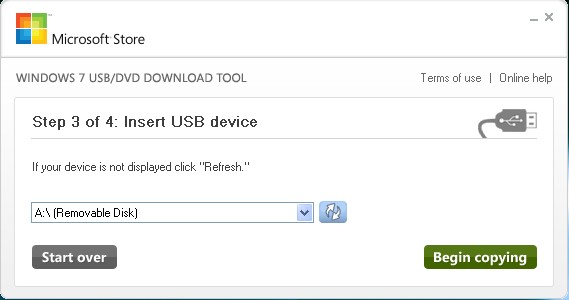 Microsoft Store
WINDOWS 7 USB/DVD DOWNLOAD TOOL
Terms of use | Online help
Step 3 of 4: Insert USB device
If your device is not displayed click "Refresh."
A:\ (Removable Disk)
Start over
Begin copying